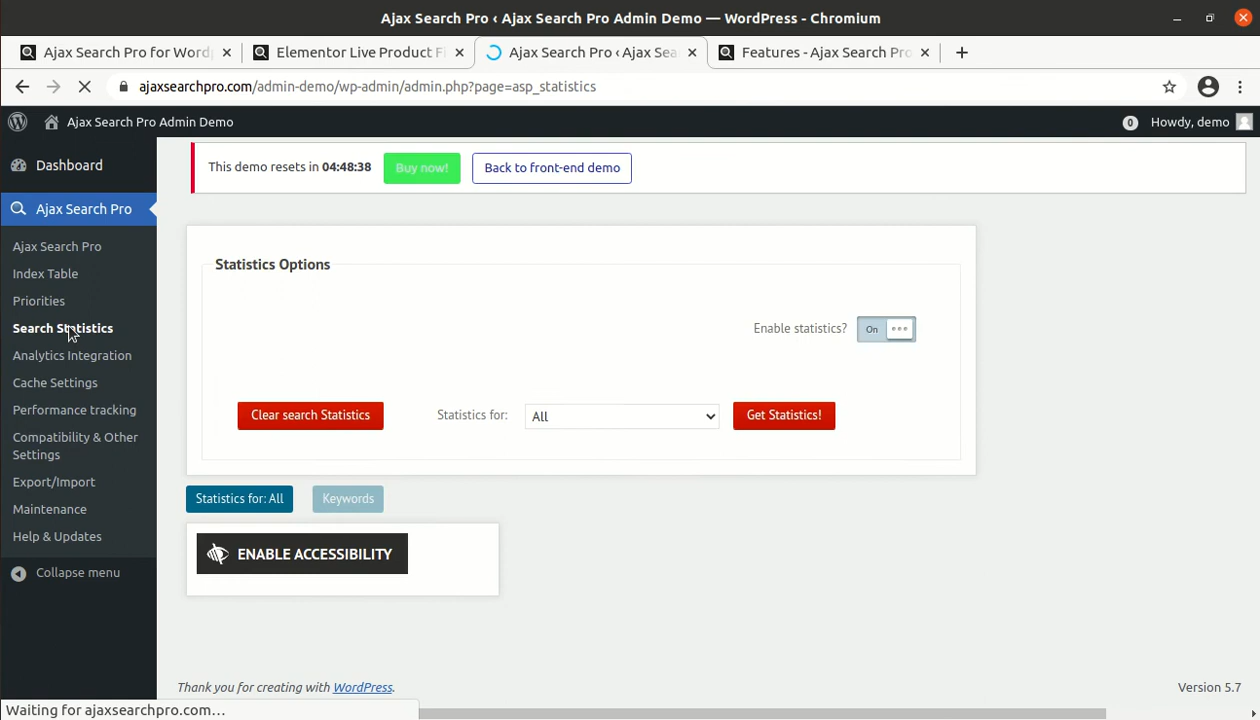 Ajax Search Pro ‹ Ajax Search Pro Admin Demo — WordPress - Chromium
Ajax Search Pro for Wordp
Elementor Live Product Fi
Ajax Search Pro ‹ Ajax Sea
Features - Ajax Search Pro
ajaxsearchpro.com/admin-demo/wp-admin/admin.php?page=asp_statistics
Ajax Search Pro Admin Demo
0
Howdy, demo
Dashboard
Ajax Search Pro
Ajax Search Pro
Index Table
Priorities
Search Statistics
Analytics Integration
Cache Settings
Performance tracking
Compatibility & Other
Settings
Export/Import
Maintenance
Help & Updates
Collapse menu
This demo resets in 04:48:38
Buy now!
Back to front-end demo
Statistics Options
Enable statistics?
On
Clear search Statistics
Statistics for:
All
Get Statistics!
Statistics for: All
Keywords
ENABLE ACCESSIBILITY
Thank you for creating with WordPress.
Version 5.7
Waiting for ajaxsearchpro.com...